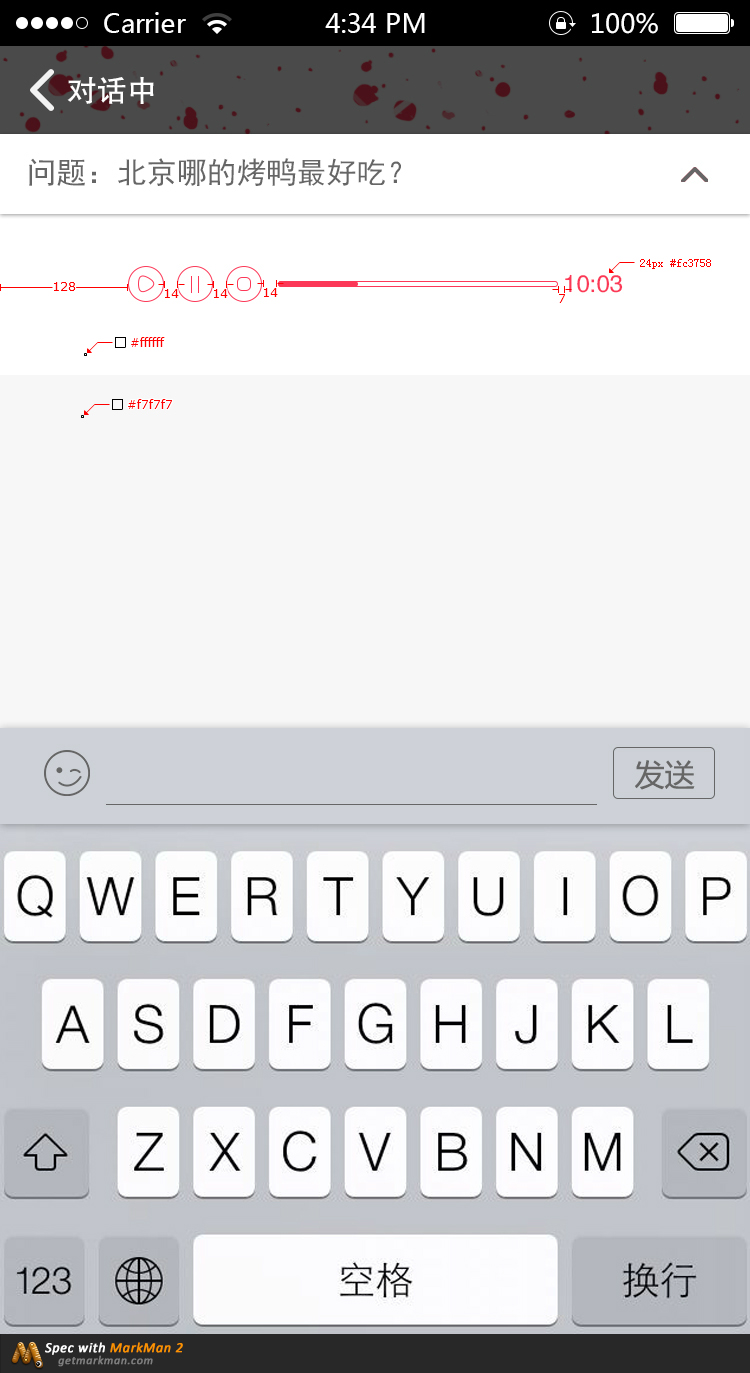 Carrier 4:34 PM 100%
对话中
问题：北京哪的烤鸭最好吃？
24px #fc3758
128 14 14 14 10:03
7
#ffffff
#f7f7f7
发送
Q W E R T Y U I O P
A S D F G H J K L
Z X C V B N M
123 空格 换行
Spec with MarkMan 2
getmarkman.com